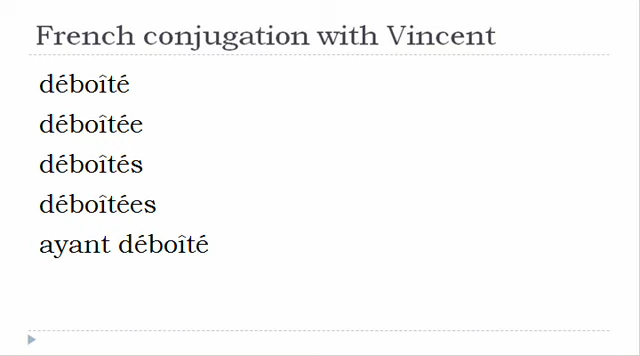 French conjugation with Vincent
déboîté
déboîtée
déboîtés
déboîtées
ayant déboîté